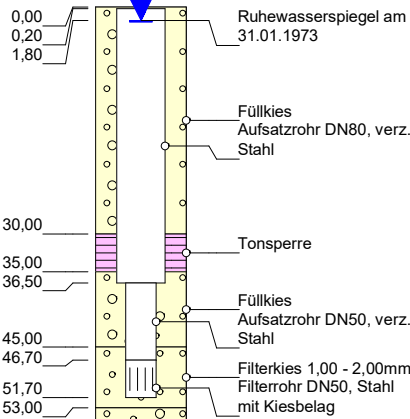 0,00
0,20
1,80
Ruhewasserspiegel am
31.01.1973
Füllkies
Aufsatzrohr DN80, verz.
Stahl
30,00
Tonsperre
35,00
36,50
Füllkies
Aufsatzrohr DN50, verz.
Stahl
45,00
46,70
Filterkies 1,00 - 2,00mm
Filterrohr DN50, Stahl
mit Kiesbelag
51,70
53,00